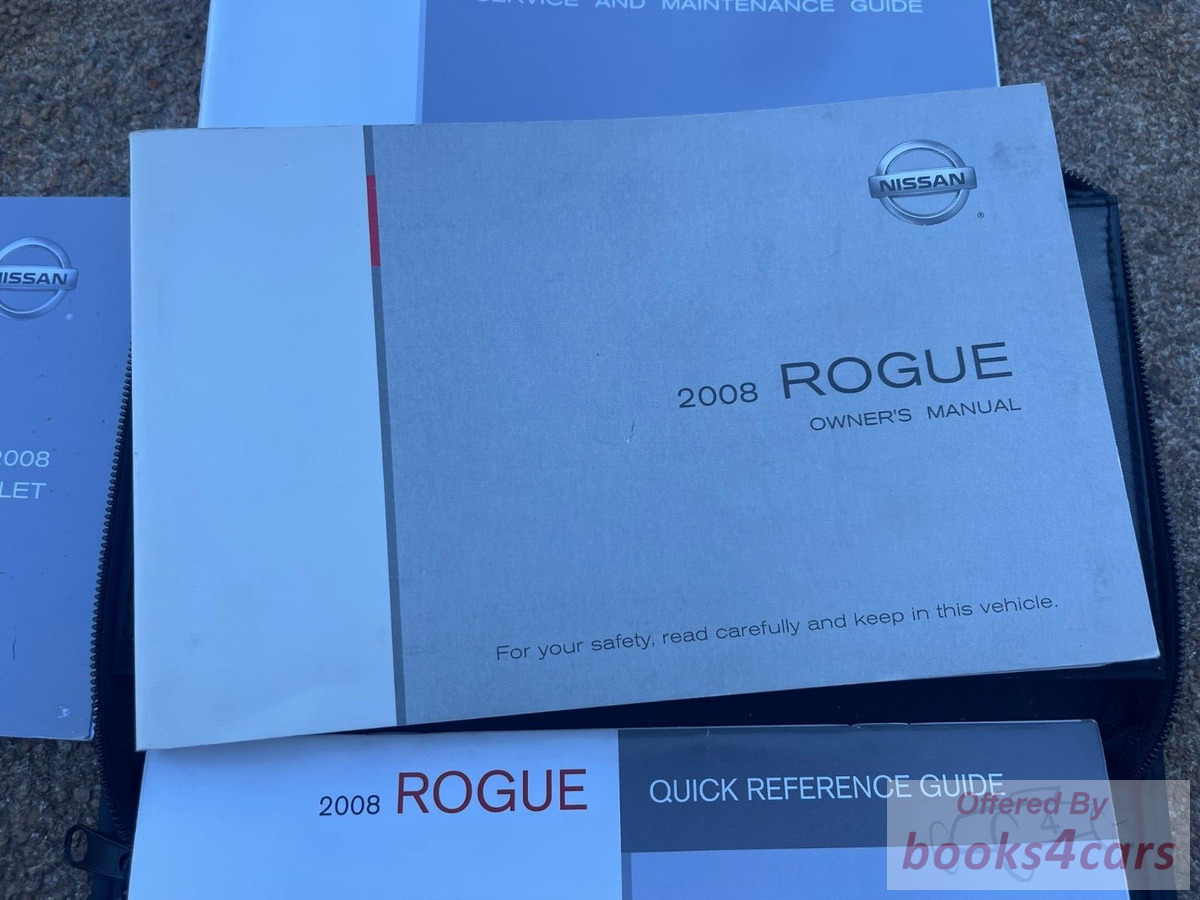 SERVICE AND MAINTENANCE GUIDE
NISSAN
®
2008 ROGUE
OWNER'S MANUAL
For your safety, read carefully and keep in this vehicle.
NISSAN
®
2008
LET
2008 ROGUE
QUICK REFERENCE GUIDE
Offered By
books4cars